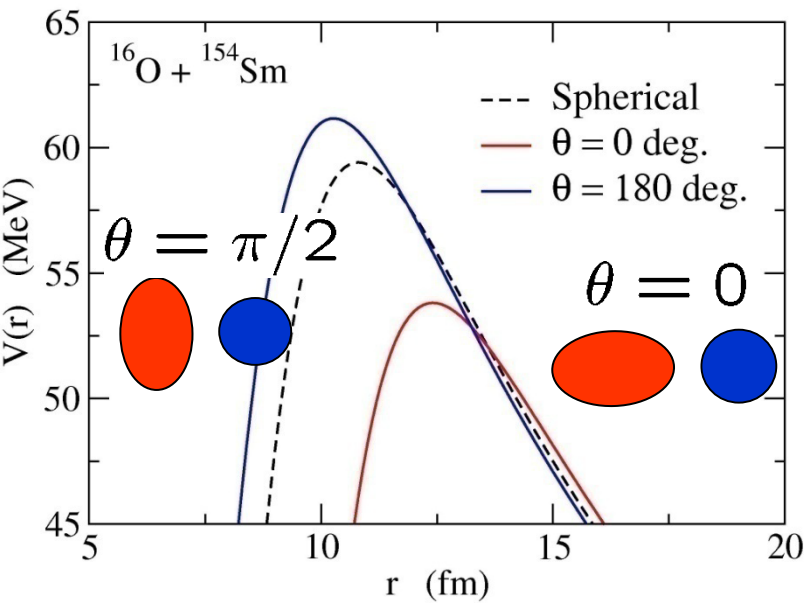 65
60
55
50
45
V(r) (MeV)
¹⁶O + ¹⁵⁴Sm
Spherical
θ = 0 deg.
θ = 180 deg.
θ = π/2
θ = 0
5
10
15
20
r (fm)